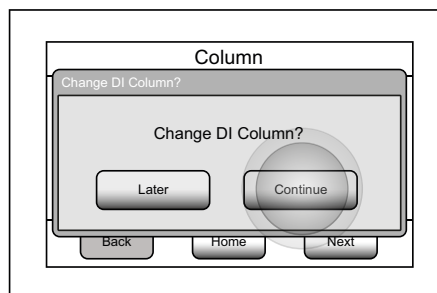 Column
Change DI Column?
Change DI Column?
Later Continue
Back Home Next